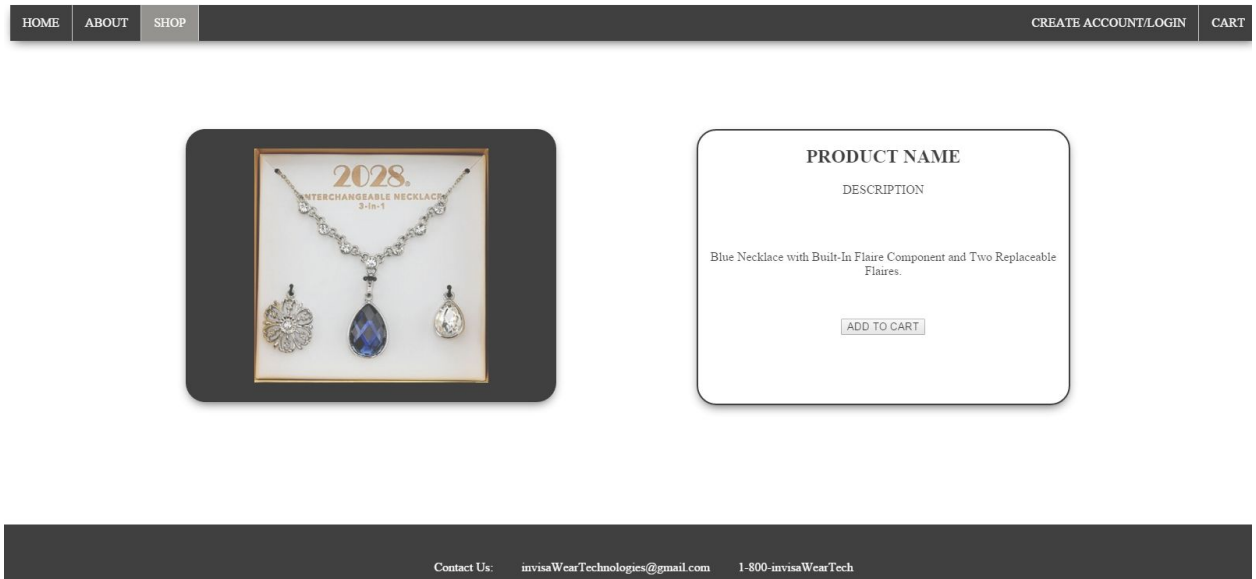 HOME ABOUT SHOP CREATE ACCOUNT/LOGIN CART
2028®
INTERCHANGEABLE NECKLACE
3-in-1
PRODUCT NAME
DESCRIPTION
Blue Necklace with Built-In Flaire Component and Two Replaceable
Flaires.
ADD TO CART
Contact Us: invisaWearTechnologies@gmail.com 1-800-invisaWearTech